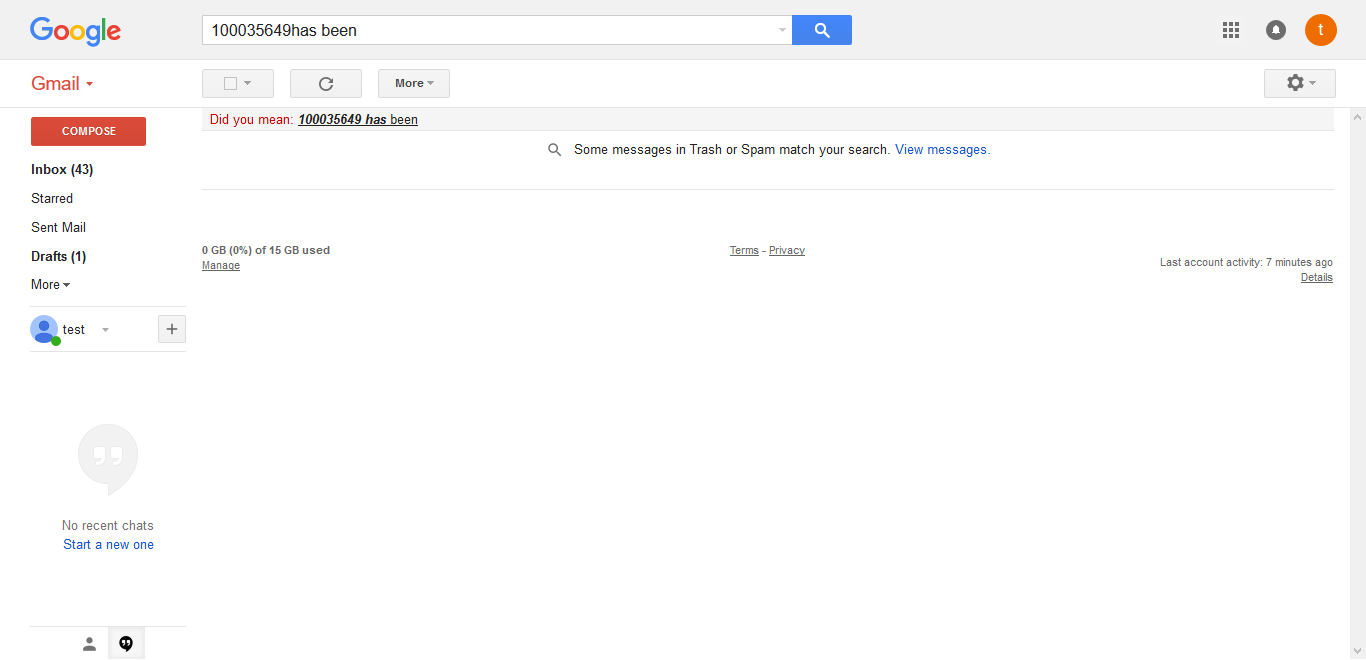 Google
100035649has been
t
Gmail
More
COMPOSE
Did you mean: 100035649 has been
Some messages in Trash or Spam match your search. View messages.
Inbox (43)
Starred
Sent Mail
Drafts (1)
More
0 GB (0%) of 15 GB used
Manage
Terms - Privacy
Last account activity: 7 minutes ago
Details
test
No recent chats
Start a new one